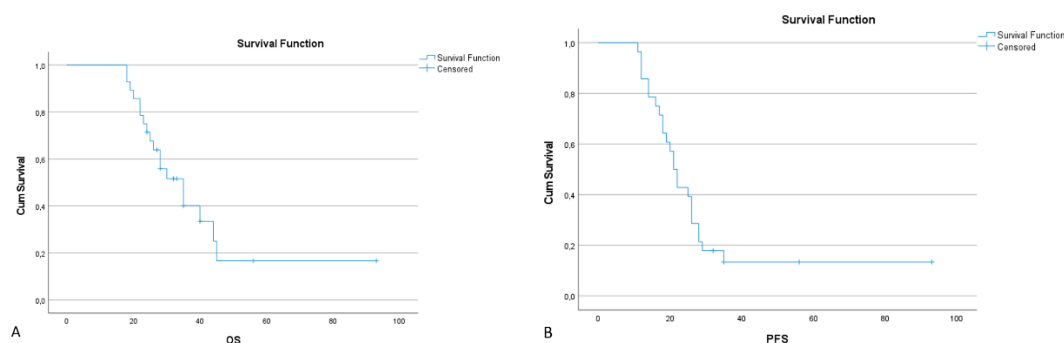 Survival Function
Survival Function
Censored
1,0
0,8
0,6
0,4
0,2
0,0
Cum Survival
0
20
40
60
80
100
OS
A
Survival Function
Survival Function
Censored
1,0
0,8
0,6
0,4
0,2
0,0
Cum Survival
0
20
40
60
80
100
PFS
B